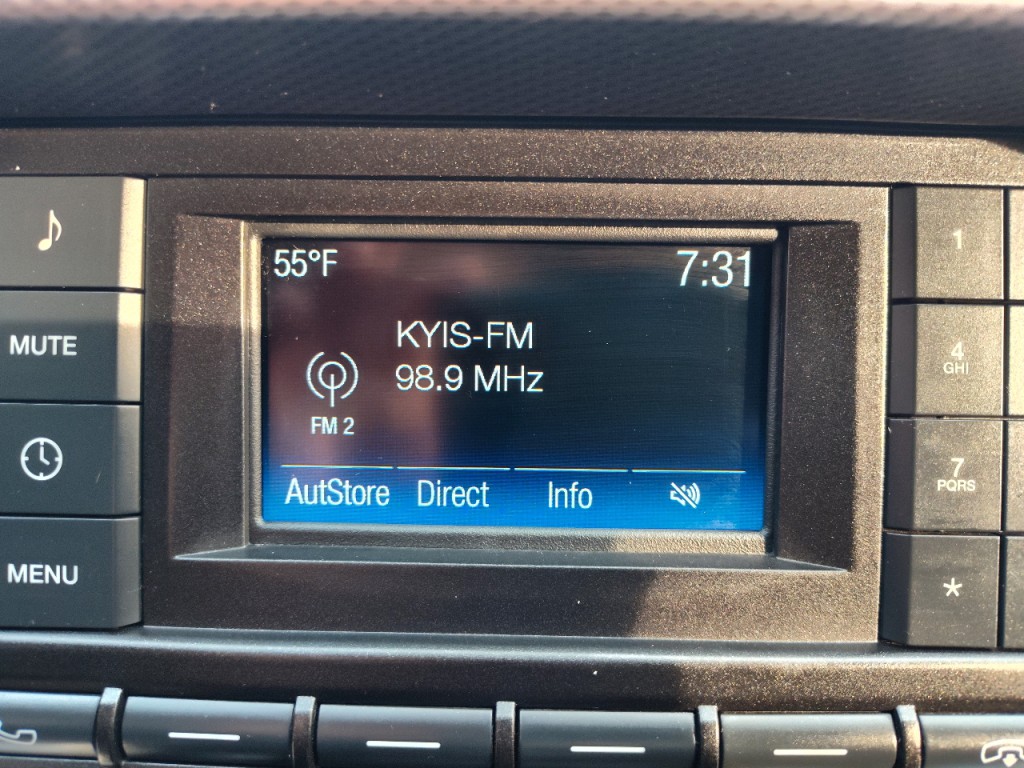 55°F 7:31
KYIS-FM
98.9 MHz
FM 2
AutStore Direct Info
MUTE
MENU
1
4
GHI
7
PQRS
*